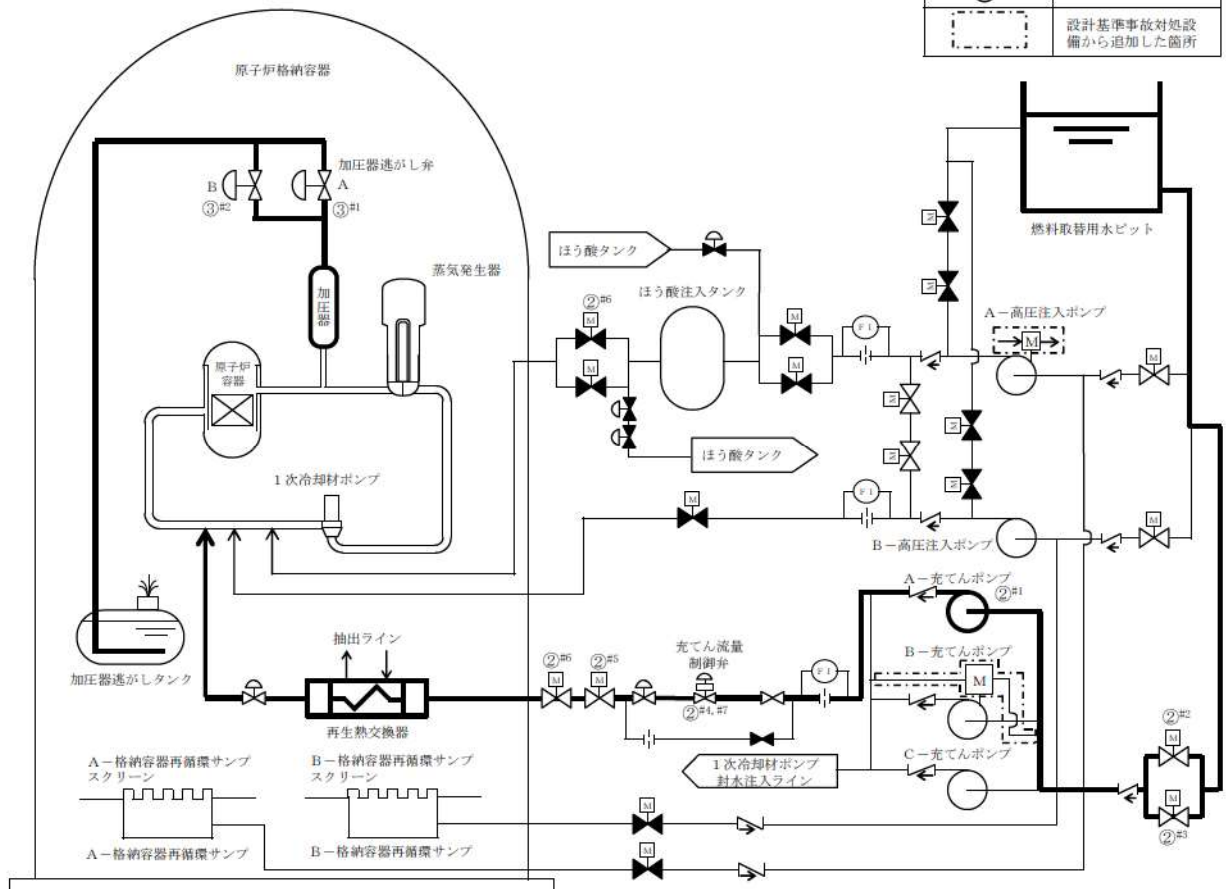 設計基準事故対処設
備から追加した箇所
原子炉格納容器
加圧器逃がし弁
B
A
③#2
③#1
加
圧
器
蒸気発生器
原子炉
容器
1次冷却材ポンプ
加圧器逃がしタンク
燃料取替用水ピット
ほう酸タンク
ほう酸注入タンク
②#6
M
M
M
M
FI
M
M
A-高圧注入ポンプ
M
M
M
M
M
M
ほう酸タンク
M
FI
M
M
B-高圧注入ポンプ
A-充てんポンプ
②#1
抽出ライン
再生熱交換器
②#6
M
②#5
M
充てん流量
制御弁
②#4,#7
FI
B-充てんポンプ
M
②#2
M
M
②#3
C-充てんポンプ
1次冷却材ポンプ
封水注入ライン
A-格納容器再循環サンプ
スクリーン
B-格納容器再循環サンプ
スクリーン
M
M
A-格納容器再循環サンプ
B-格納容器再循環サンプ